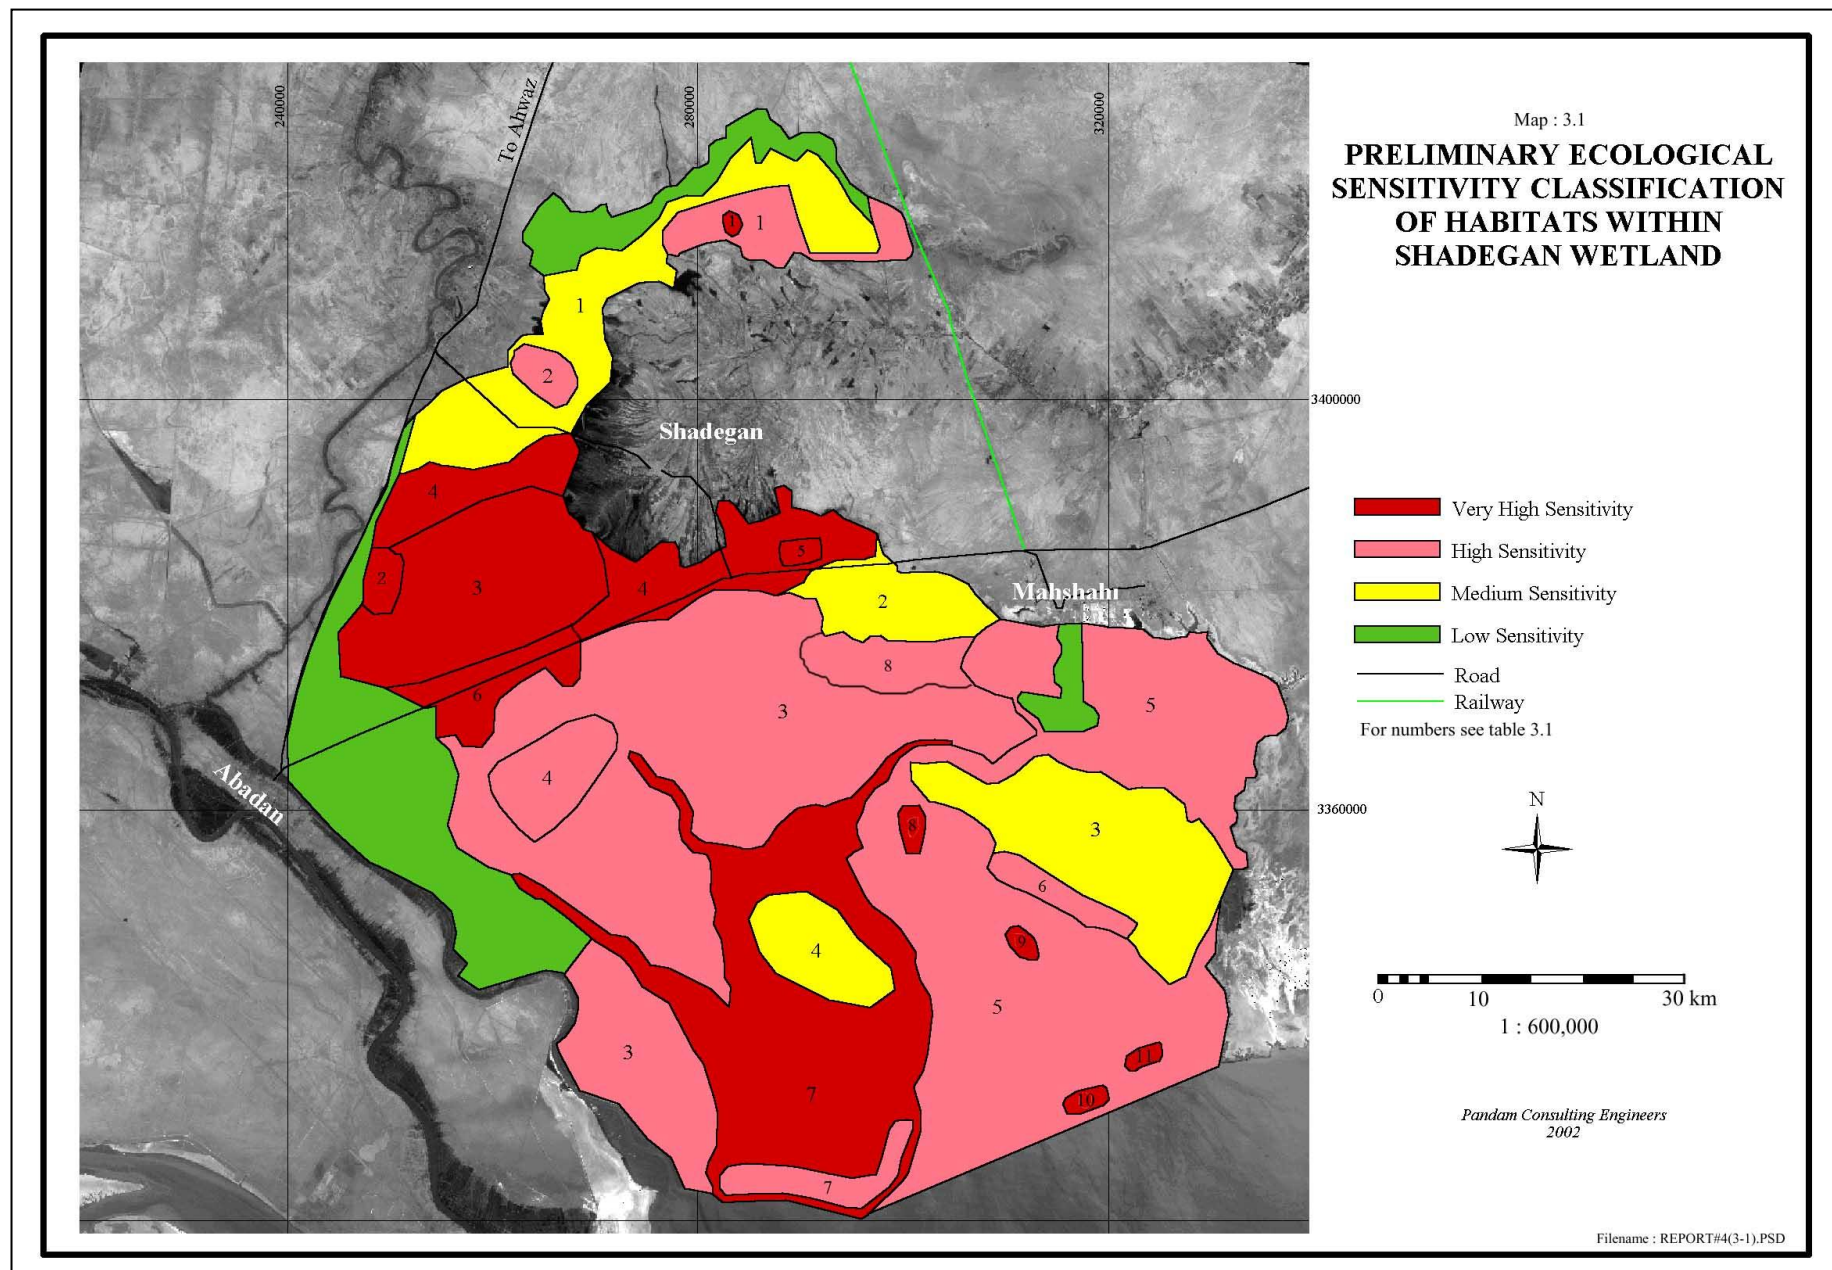 Map : 3.1
PRELIMINARY ECOLOGICAL
SENSITIVITY CLASSIFICATION
OF HABITATS WITHIN
SHADEGAN WETLAND
240000
280000
320000
To Ahwaz
1
1
1
2
3400000
Shadegan
4
5
2
3
4
2
Mahshahr
8
6
3
5
4
Abadan
3360000
8
3
6
9
4
5
3
11
7
10
7
Very High Sensitivity
High Sensitivity
Medium Sensitivity
Low Sensitivity
Road
Railway
For numbers see table 3.1
N
0 10 30 km
1 : 600,000
Pandam Consulting Engineers
2002
Filename : REPORT#4(3-1).PSD